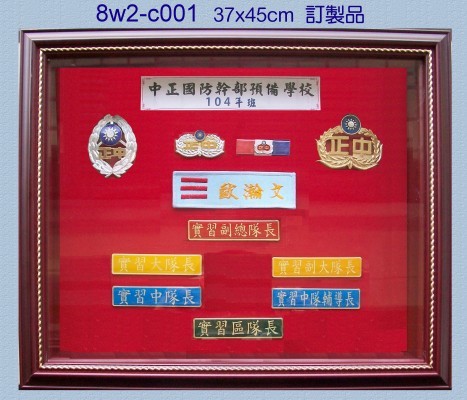 8w2-c001 37x45cm 訂製品
中正國防幹部預備學校
104年班
正中
正中
歐瀚文
實習副總隊長
實習大隊長
實習副大隊長
實習中隊長
實習中隊輔導長
實習區隊長